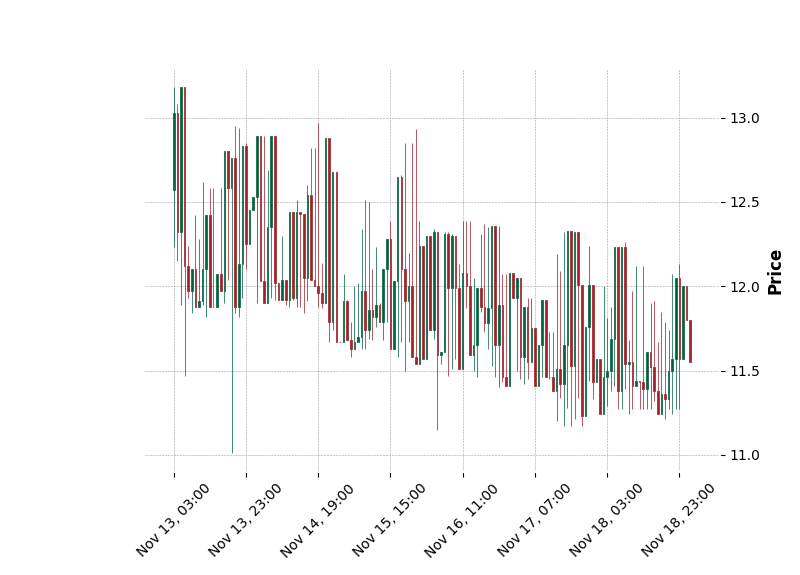 13.0
12.5
12.0
11.5
11.0
Price
Nov 13, 03:00
Nov 13, 23:00
Nov 14, 19:00
Nov 15, 15:00
Nov 16, 11:00
Nov 17, 07:00
Nov 18, 03:00
Nov 18, 23:00